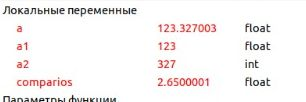 Локальные переменные
a 123.327003 float
a1 123 float
a2 327 int
comparios 2.6500001 float
Параметры функции